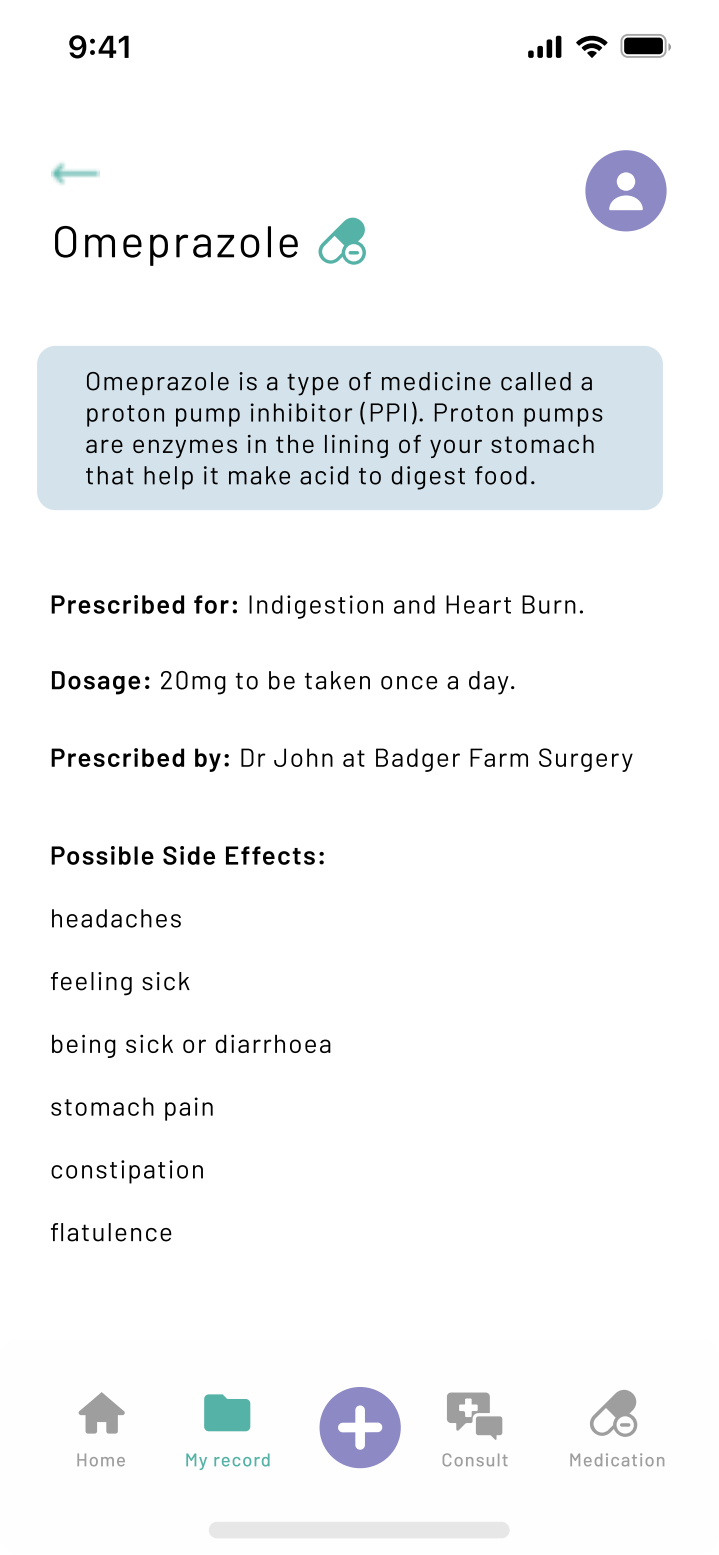 9:41
Omeprazole
Omeprazole is a type of medicine called a
proton pump inhibitor (PPI). Proton pumps
are enzymes in the lining of your stomach
that help it make acid to digest food.
Prescribed for: Indigestion and Heart Burn.
Dosage: 20mg to be taken once a day.
Prescribed by: Dr John at Badger Farm Surgery
Possible Side Effects:
headaches
feeling sick
being sick or diarrhoea
stomach pain
constipation
flatulence
Home My record Consult Medication